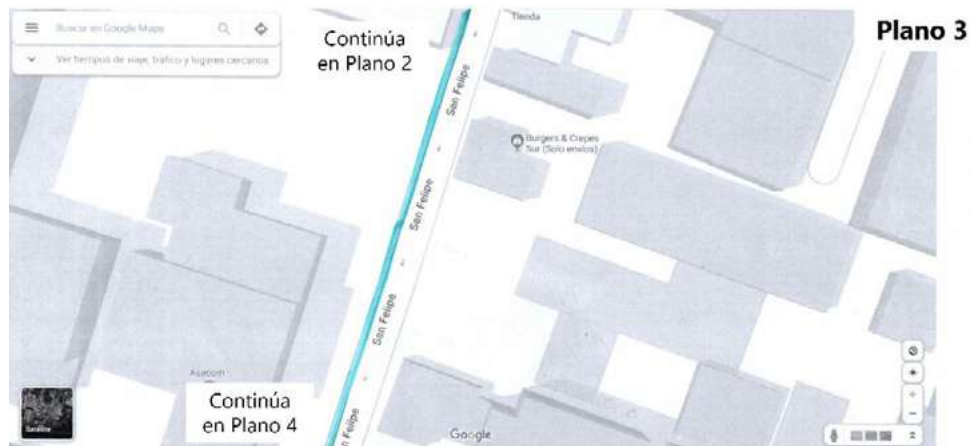 Tienda
Plano 3
Buscar en Google Maps
Continúa
en Plano 2
Ver tiempos de viaje, tráfico y lugares cercanos
San Felipe
Burgers & Crepes
Sur (Solo envíos)
San Felipe
San Felipe
Asecom
Continúa
en Plano 4
San Felipe
Google